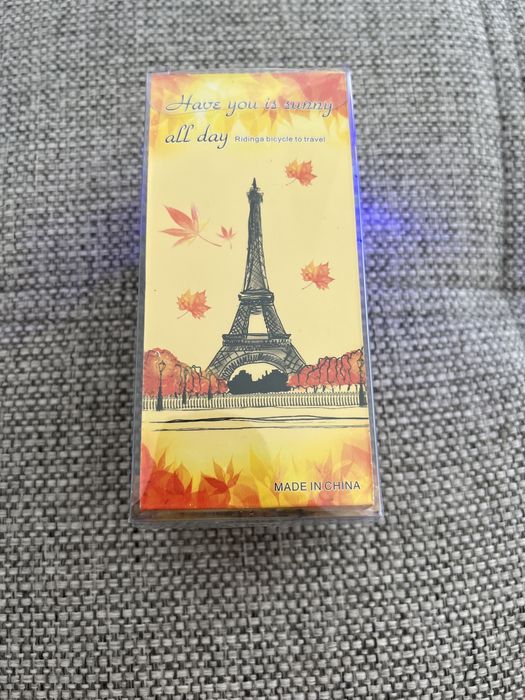 Have you is sunny
all day Ridinga bicycle to travel
MADE IN CHINA